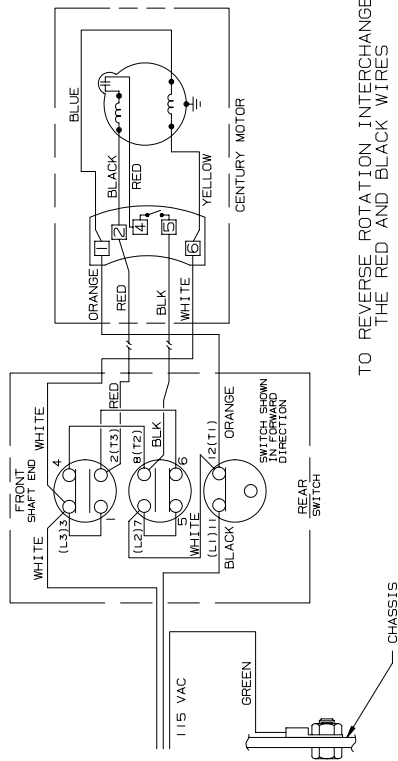 BLUE
BLACK
RED
YELLOW
CENTURY MOTOR
1
2
4
5
6
ORANGE
RED
BLK
WHITE
TO REVERSE ROTATION INTERCHANGE
THE RED AND BLACK WIRES
FRONT
SHAFT END
WHITE
WHITE
(L3)3
4
1
2(T3)
RED
(L2)7
8(T2)
5
6
BLK
WHITE
(L1)11
12(T1)
BLACK
ORANGE
SWITCH SHOWN
IN FORWARD
DIRECTION
REAR
SWITCH
115 VAC
GREEN
CHASSIS